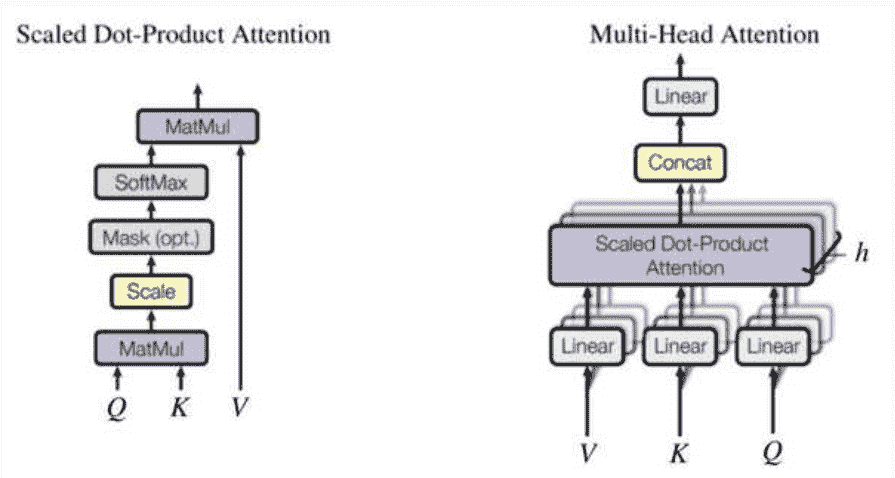 Scaled Dot-Product Attention
MatMul
SoftMax
Mask (opt.)
Scale
MatMul
Q K V
Multi-Head Attention
Linear
Concat
Scaled Dot-Product
Attention
h
Linear Linear Linear
V K Q